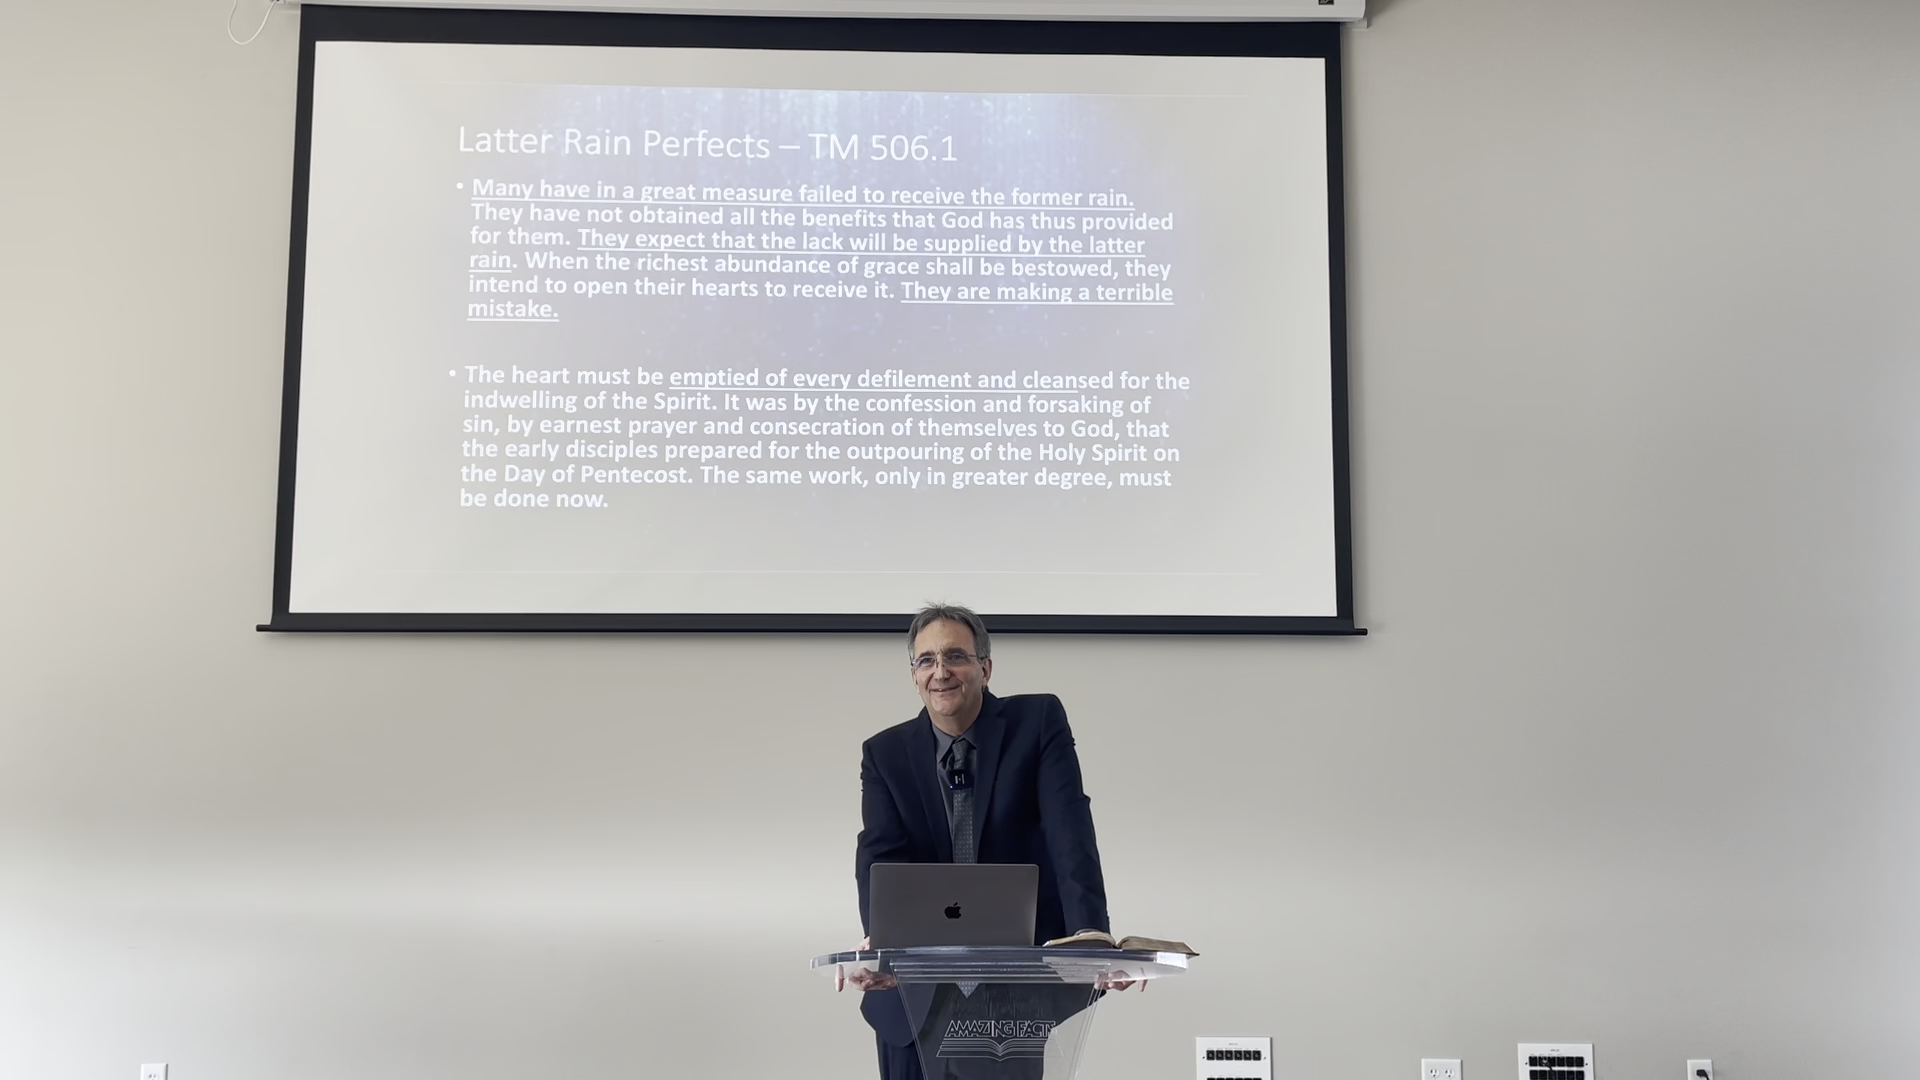 Latter Rain Perfects – TM 506.1
• Many have in a great measure failed to receive the former rain.
They have not obtained all the benefits that God has thus provided
for them. They expect that the lack will be supplied by the latter
rain. When the richest abundance of grace shall be bestowed, they
intend to open their hearts to receive it. They are making a terrible
mistake.
• The heart must be emptied of every defilement and cleansed for the
indwelling of the Spirit. It was by the confession and forsaking of
sin, by earnest prayer and consecration of themselves to God, that
the early disciples prepared for the outpouring of the Holy Spirit on
the Day of Pentecost. The same work, only in greater degree, must
be done now.
AMAZING FACTS